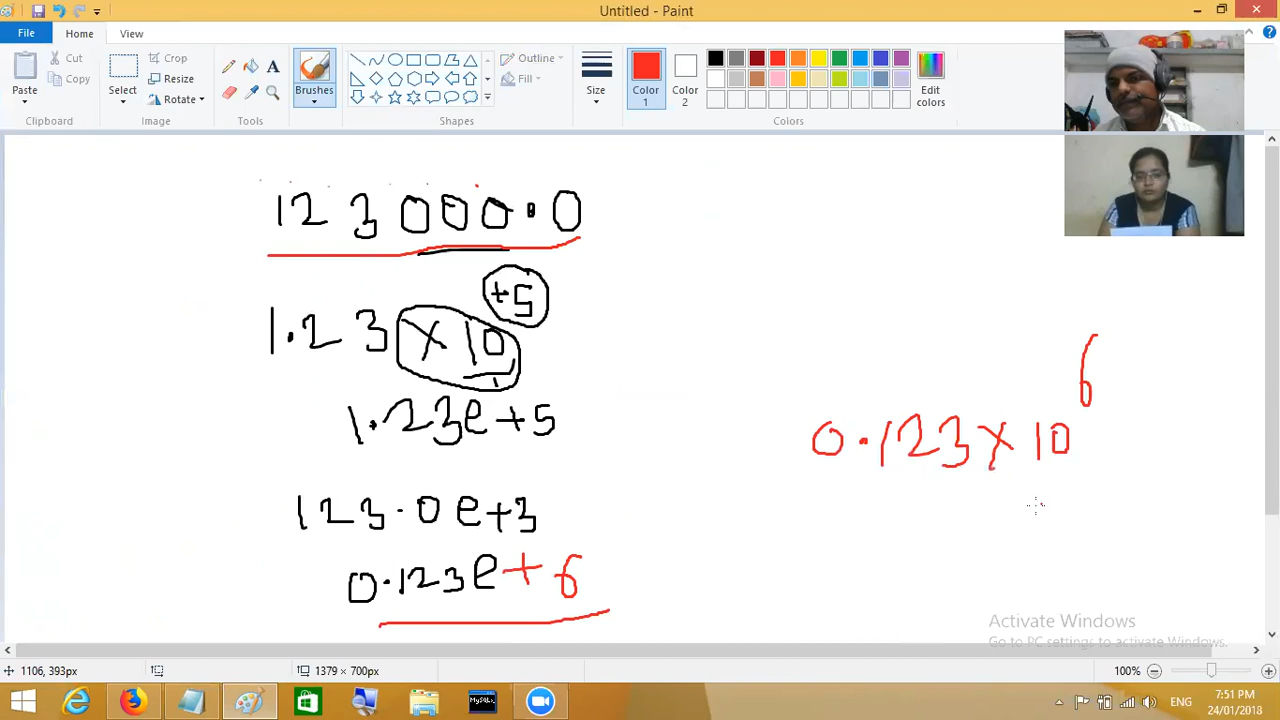 Untitled - Paint
File Home View
Paste Cut Copy Clipboard
Select Crop Resize Rotate Image
A Tools
Brushes
Shapes Outline Fill
Size
Color 1 Color 2 Edit colors Colors
123000.0
+5
1.23×10
1.23e+5
123.0e+3
0.123e+6
6
0.123×10
Activate Windows
Go to PC settings to activate Windows.
1106, 393px 1379 × 700px 100%
MySQL ENG 7:51 PM
24/01/2018